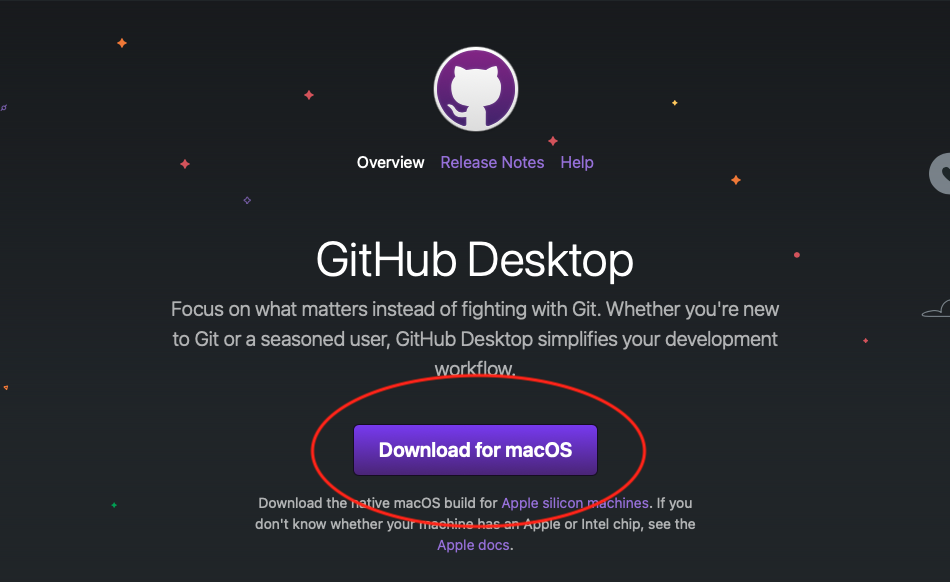 Overview Release Notes Help
GitHub Desktop
Focus on what matters instead of fighting with Git. Whether you're new
to Git or a seasoned user, GitHub Desktop simplifies your development
workflow.
Download for macOS
Download the native macOS build for Apple silicon machines. If you
don't know whether your machine has an Apple or Intel chip, see the
Apple docs.